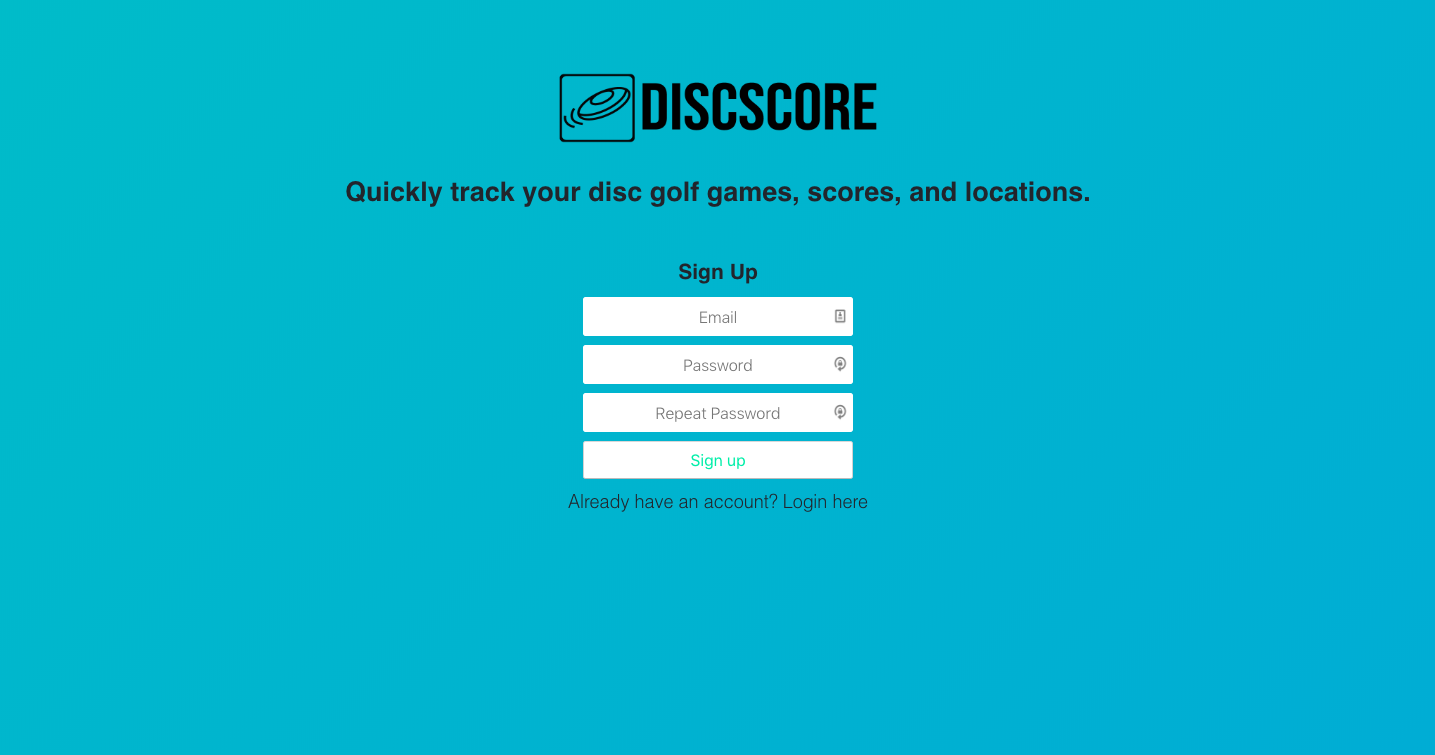 DISCSCORE
Quickly track your disc golf games, scores, and locations.
Sign Up
Email
Password
Repeat Password
Sign up
Already have an account? Login here